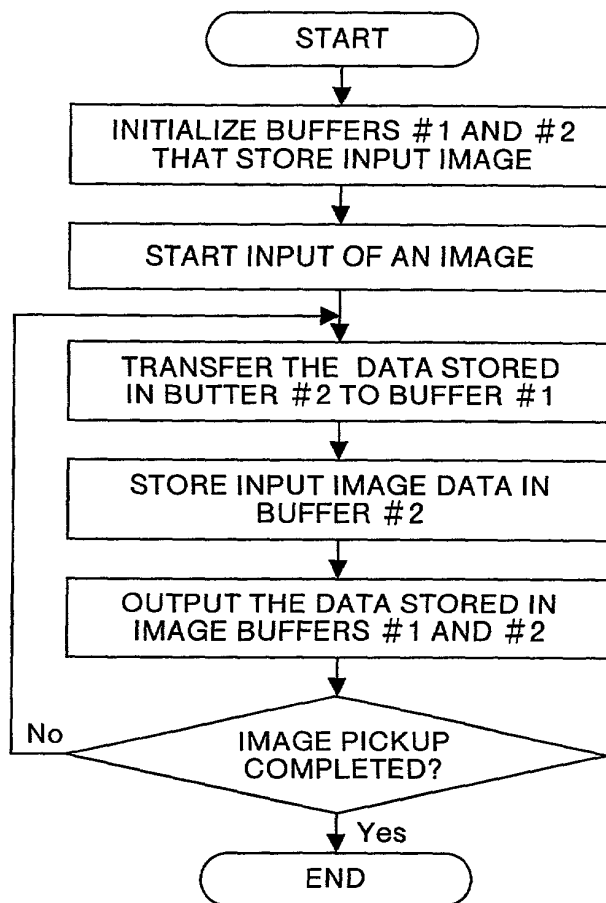 START
INITIALIZE BUFFERS #1 AND #2
THAT STORE INPUT IMAGE
START INPUT OF AN IMAGE
TRANSFER THE DATA STORED
IN BUTTER #2 TO BUFFER #1
STORE INPUT IMAGE DATA IN
BUFFER #2
OUTPUT THE DATA STORED IN
IMAGE BUFFERS #1 AND #2
No
IMAGE PICKUP
COMPLETED?
Yes
END